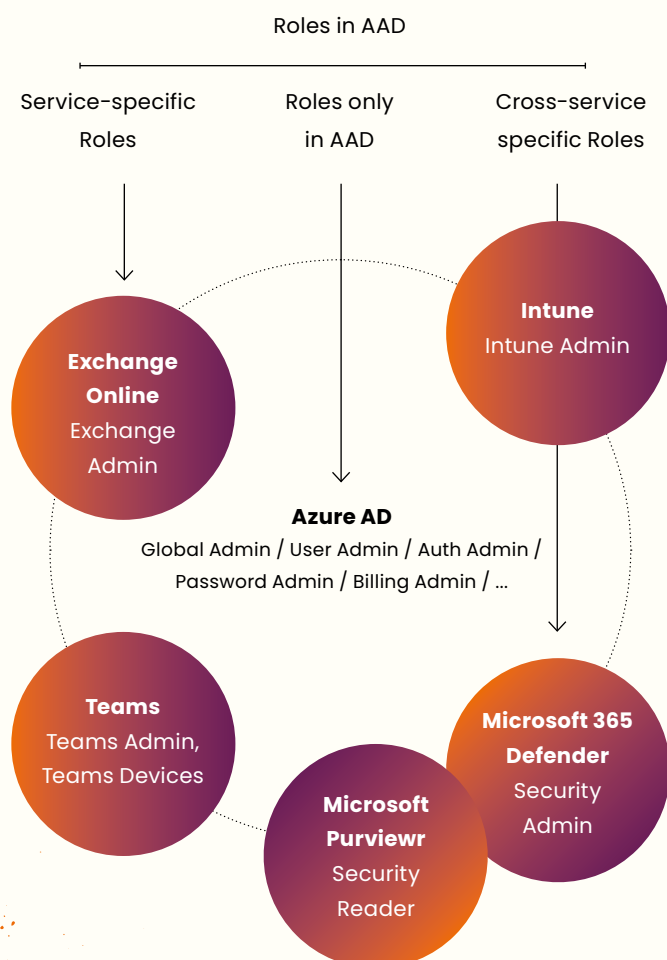 Roles in AAD
Service-specific
Roles
Roles only
in AAD
Cross-service
specific Roles
Intune
Intune Admin
Exchange
Online
Exchange
Admin
Azure AD
Global Admin / User Admin / Auth Admin /
Password Admin / Billing Admin / ...
Teams
Teams Admin,
Teams Devices
Microsoft 365
Defender
Security
Admin
Microsoft
Purviewr
Security
Reader